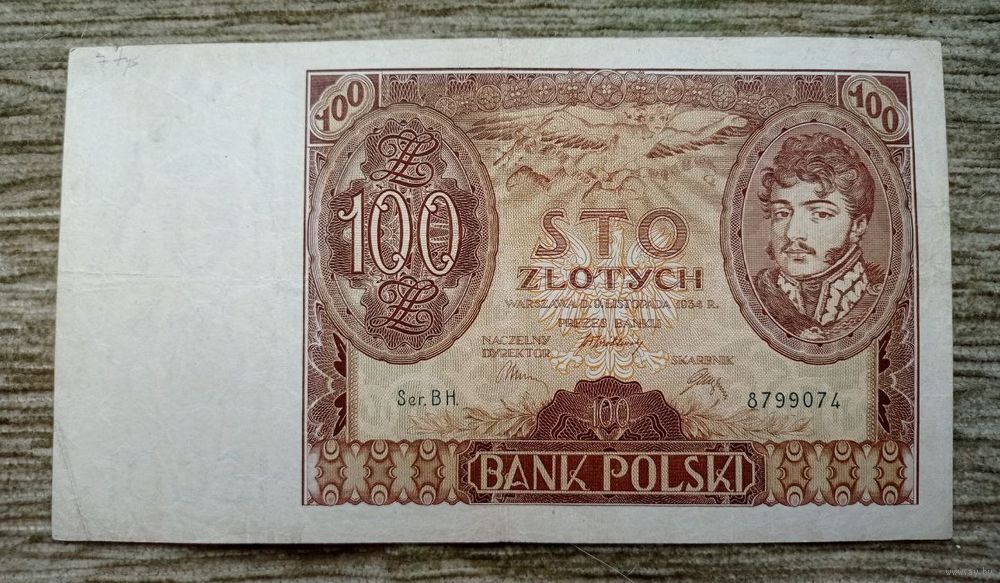 100
100
100
STO
ZŁOTYCH
WARSZAWA, D. 9 LISTOPADA 1934 R.
PREZES BANKU
NACZELNY
DYREKTOR
SKARBNIK
Ser. BH.
8799074
100
BANK POLSKI